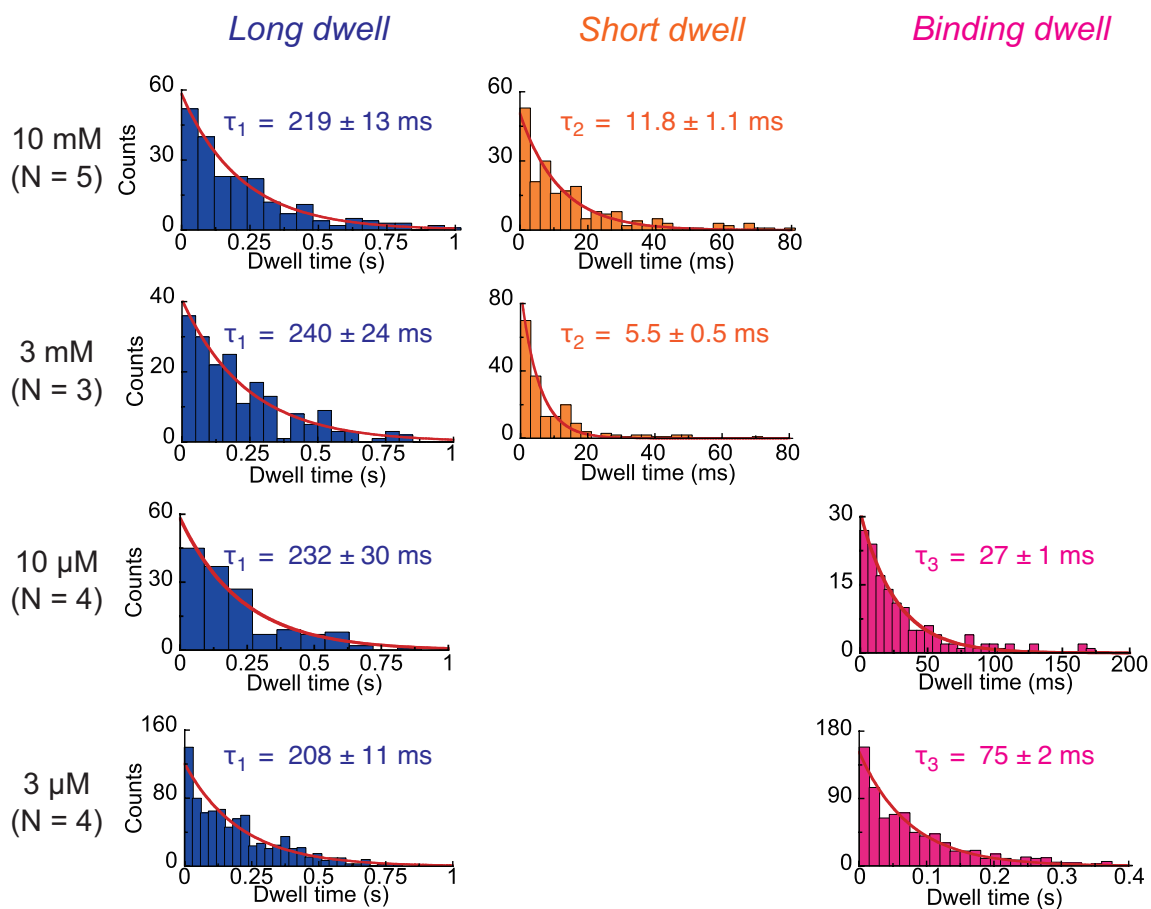 Long dwell
Short dwell
Binding dwell
10 mM
(N = 5)
Counts
60
30
0
τ1 = 219 ± 13 ms
0 0.25 0.5 0.75 1
Dwell time (s)
60
30
0
τ2 = 11.8 ± 1.1 ms
0 20 40 60 80
Dwell time (ms)
3 mM
(N = 3)
Counts
40
20
0
τ1 = 240 ± 24 ms
0 0.25 0.5 0.75 1
Dwell time (s)
80
40
0
τ2 = 5.5 ± 0.5 ms
0 20 40 60 80
Dwell time (ms)
10 µM
(N = 4)
Counts
60
30
0
τ1 = 232 ± 30 ms
0 0.25 0.5 0.75 1
Dwell time (s)
30
15
0
τ3 = 27 ± 1 ms
0 50 100 150 200
Dwell time (ms)
3 µM
(N = 4)
Counts
160
80
0
τ1 = 208 ± 11 ms
0 0.25 0.5 0.75 1
Dwell time (s)
180
90
0
τ3 = 75 ± 2 ms
0 0.1 0.2 0.3 0.4
Dwell time (s)